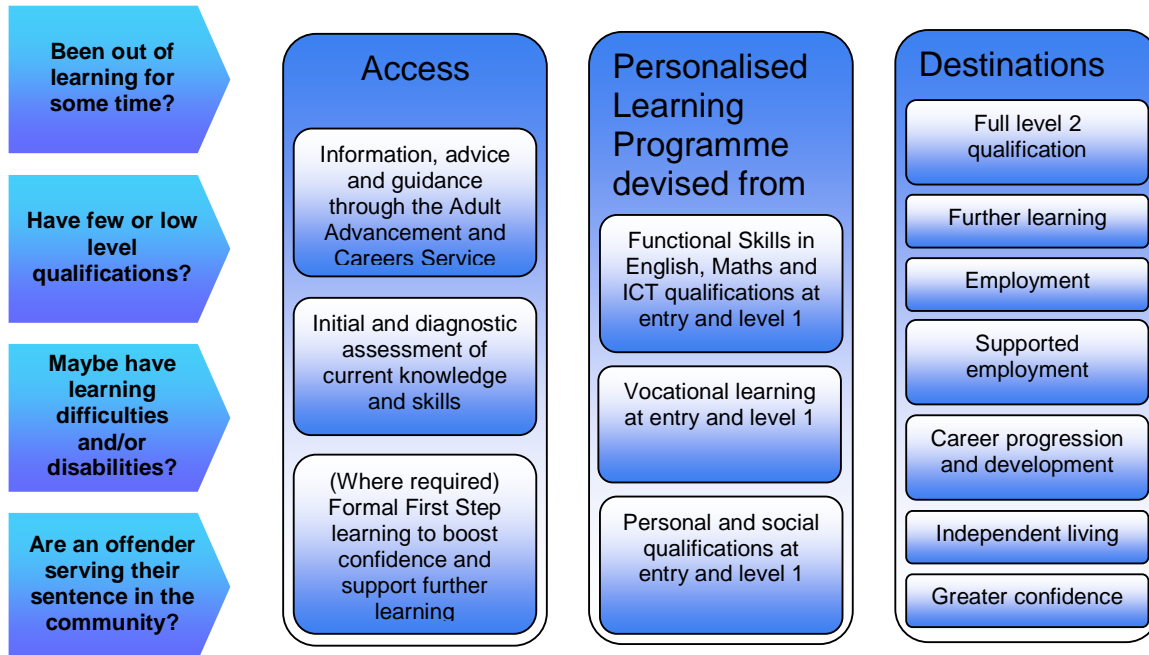 Been out of
learning for
some time?
Have few or low
level
qualifications?
Maybe have
learning
difficulties
and/or
disabilities?
Are an offender
serving their
sentence in the
community?
Access
Information, advice
and guidance
through the Adult
Advancement and
Careers Service
Initial and diagnostic
assessment of
current knowledge
and skills
(Where required)
Formal First Step
learning to boost
confidence and
support further
learning
Personalised
Learning
Programme
devised from
Functional Skills in
English, Maths and
ICT qualifications at
entry and level 1
Vocational learning
at entry and level 1
Personal and social
qualifications at
entry and level 1
Destinations
Full level 2
qualification
Further learning
Employment
Supported
employment
Career progression
and development
Independent living
Greater confidence